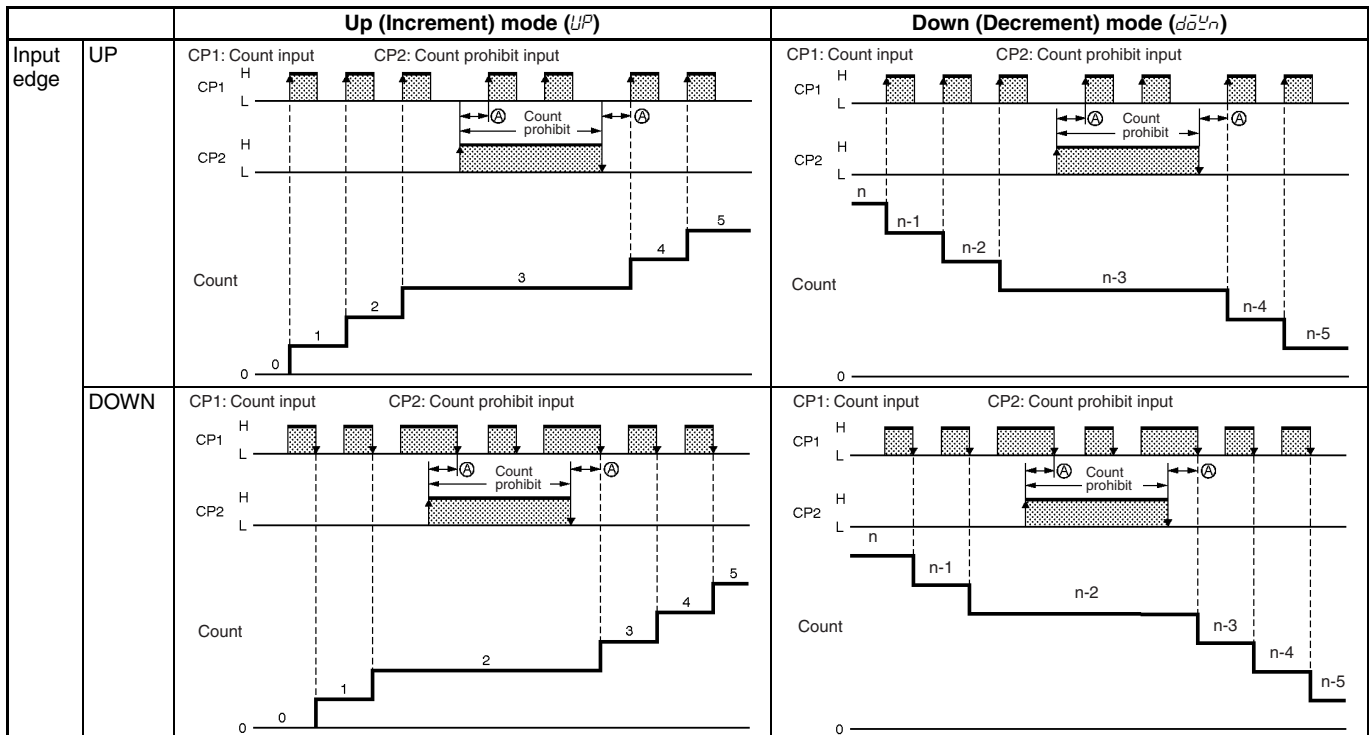 Up (Increment) mode (UP)
Down (Decrement) mode (doYn)
Input edge
UP
CP1: Count input CP2: Count prohibit input
H
CP1
L
Ⓐ Count prohibit Ⓐ
H
CP2
L
5
4
3
Count
2
1
0
0
CP1: Count input CP2: Count prohibit input
H
CP1
L
Ⓐ Count prohibit Ⓐ
H
CP2
L
n
n-1
n-2
n-3
Count
n-4
n-5
0
DOWN
CP1: Count input CP2: Count prohibit input
H
CP1
L
Ⓐ Count prohibit Ⓐ
H
CP2
L
5
4
3
Count
2
1
0
0
CP1: Count input CP2: Count prohibit input
H
CP1
L
Ⓐ Count prohibit Ⓐ
H
CP2
L
n
n-1
n-2
Count
n-3
n-4
n-5
0